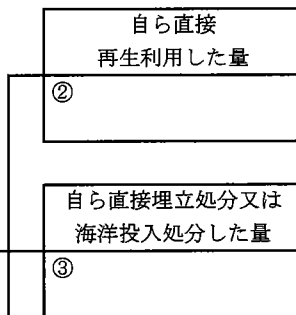 自ら直接
再生利用した量
②
自ら直接埋立処分又は
海洋投入処分した量
③